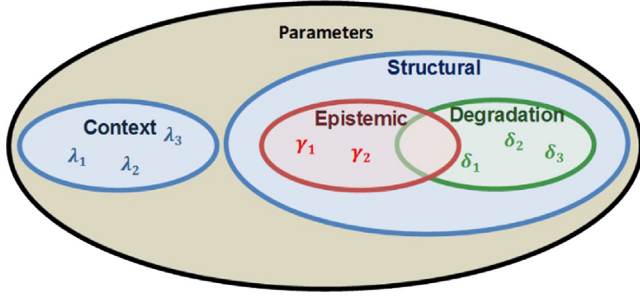 Parameters
Structural
Context
λ₁ λ₂ λ₃
Epistemic
γ₁ γ₂
Degradation
δ₁ δ₂ δ₃